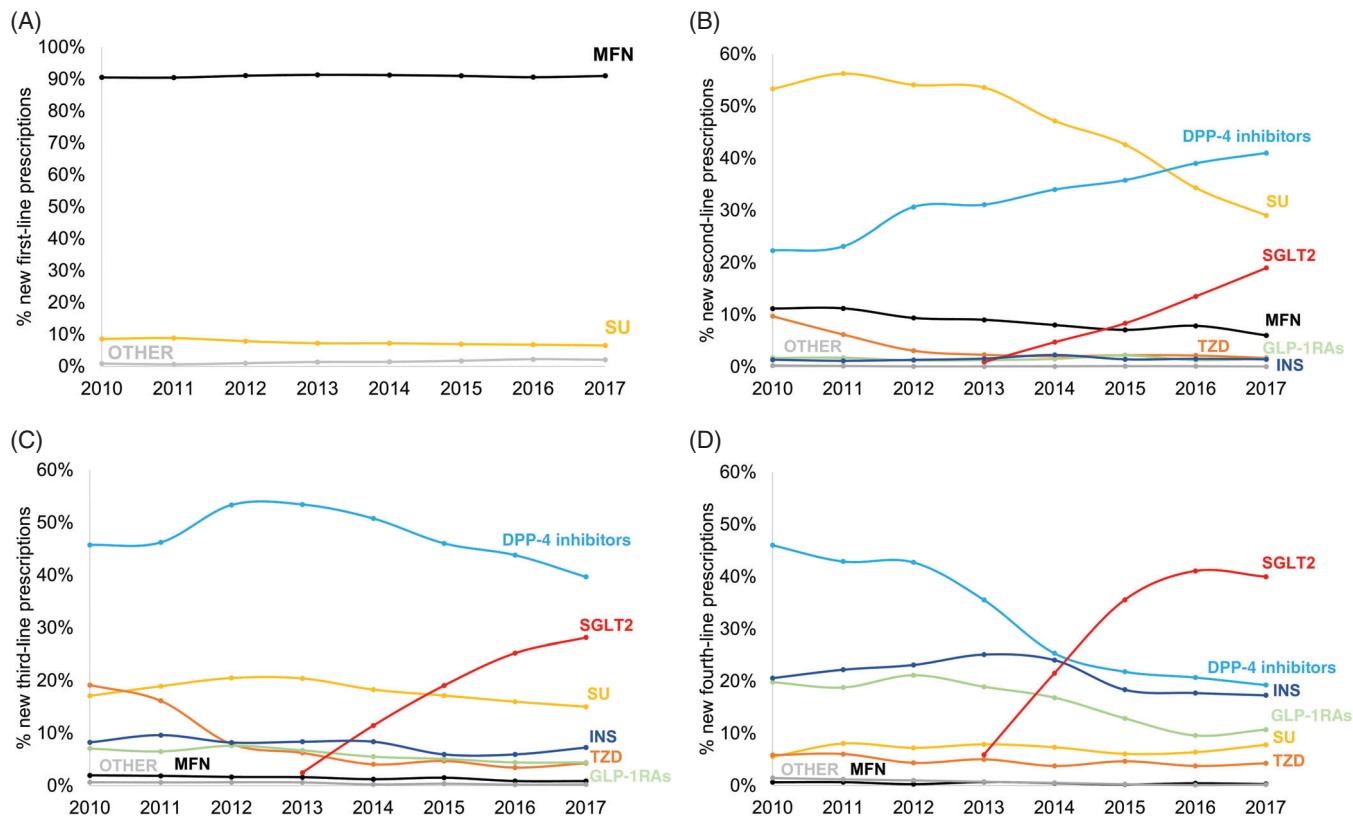 (A)
% new first-line prescriptions
100%
90%
80%
70%
60%
50%
40%
30%
20%
10%
0%
MFN
SU
OTHER
2010 2011 2012 2013 2014 2015 2016 2017
(B)
% new second-line prescriptions
60%
50%
40%
30%
20%
10%
0%
DPP-4 inhibitors
SU
SGLT2
MFN
OTHER
TZD
GLP-1RAs
INS
2010 2011 2012 2013 2014 2015 2016 2017
(C)
% new third-line prescriptions
60%
50%
40%
30%
20%
10%
0%
DPP-4 inhibitors
SGLT2
SU
INS
TZD
OTHER MFN
GLP-1RAs
2010 2011 2012 2013 2014 2015 2016 2017
(D)
% new fourth-line prescriptions
60%
50%
40%
30%
20%
10%
0%
SGLT2
DPP-4 inhibitors
INS
GLP-1RAs
SU
TZD
OTHER MFN
2010 2011 2012 2013 2014 2015 2016 2017